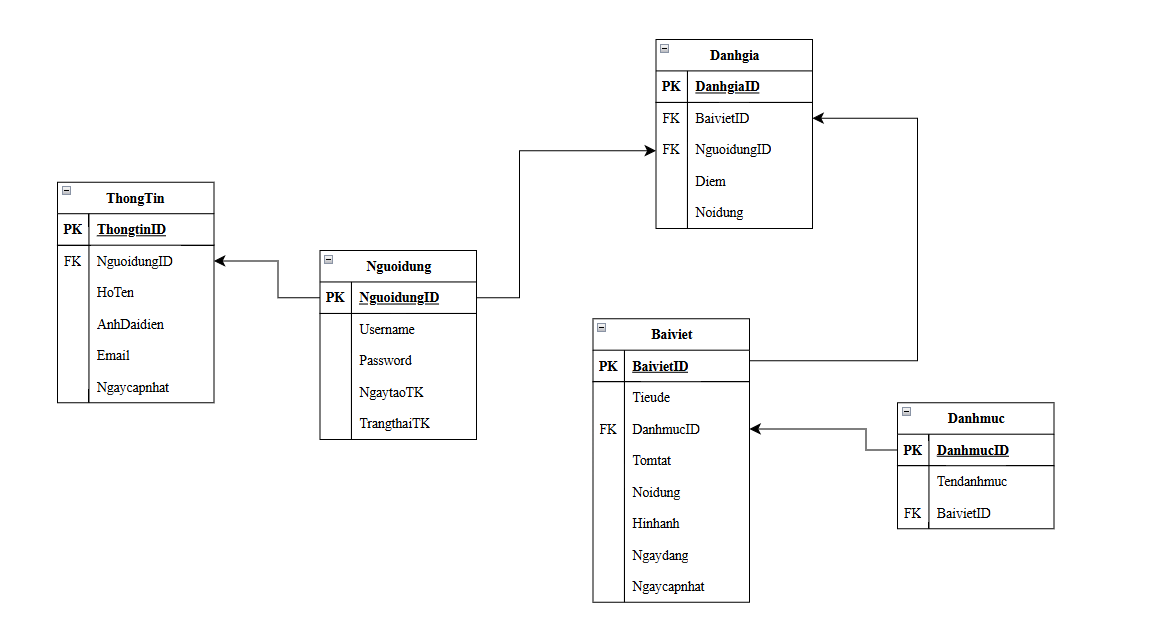 Danhgia
PK DanhgiaID
FK BaivietID
FK NguoidungID
Diem
Noidung
ThongTin
PK ThongtinID
FK NguoidungID
HoTen
AnhDaidien
Email
Ngaycapnhat
Nguoidung
PK NguoidungID
Username
Password
NgaytaoTK
TrangthaiTK
Baiviet
PK BaivietID
Tieude
FK DanhmucID
Tomtat
Noidung
Hinhanh
Ngaydang
Ngaycapnhat
Danhmuc
PK DanhmucID
Tendanhmuc
FK BaivietID